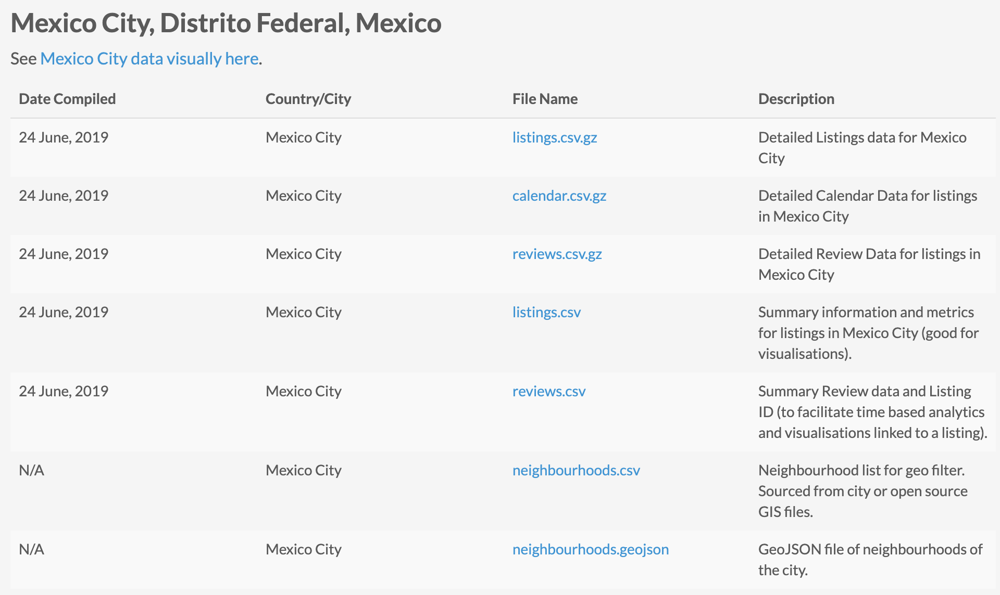 Mexico City, Distrito Federal, Mexico
See Mexico City data visually here.
Date Compiled Country/City File Name Description
24 June, 2019 Mexico City listings.csv.gz Detailed Listings data for Mexico
City
24 June, 2019 Mexico City calendar.csv.gz Detailed Calendar Data for listings
in Mexico City
24 June, 2019 Mexico City reviews.csv.gz Detailed Review Data for listings in
Mexico City
24 June, 2019 Mexico City listings.csv Summary information and metrics
for listings in Mexico City (good for
visualisations).
24 June, 2019 Mexico City reviews.csv Summary Review data and Listing
ID (to facilitate time based analytics
and visualisations linked to a listing).
N/A Mexico City neighbourhoods.csv Neighbourhood list for geo filter.
Sourced from city or open source
GIS files.
N/A Mexico City neighbourhoods.geojson GeoJSON file of neighbourhoods of
the city.